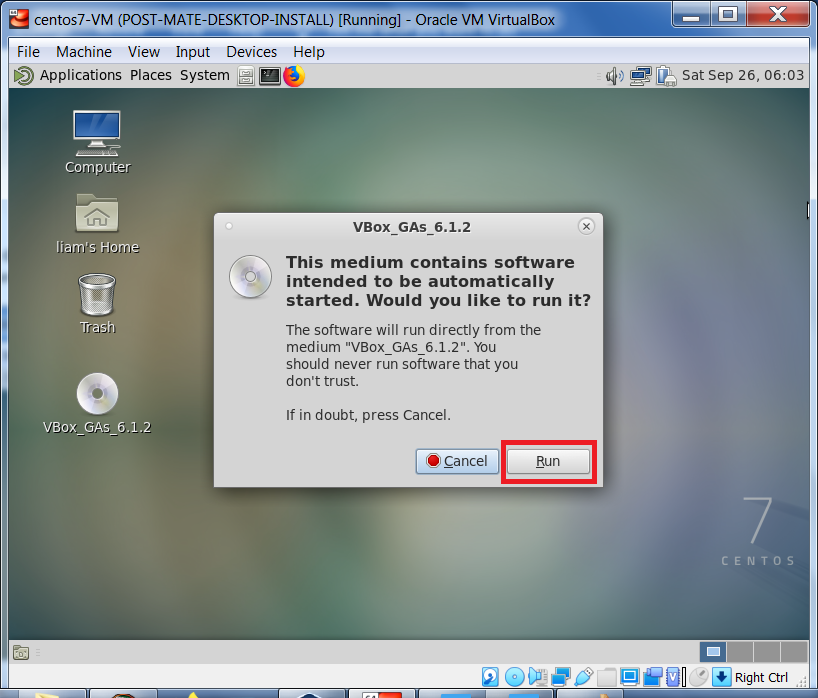 centos7-VM (POST-MATE-DESKTOP-INSTALL) [Running] - Oracle VM VirtualBox
File Machine View Input Devices Help
Applications Places System Sat Sep 26, 06:03
Computer
liam's Home
Trash
VBox_GAs_6.1.2
VBox_GAs_6.1.2
This medium contains software
intended to be automatically
started. Would you like to run it?
The software will run directly from the
medium "VBox_GAs_6.1.2". You
should never run software that you
don't trust.
If in doubt, press Cancel.
Cancel Run
7
CENTOS
Right Ctrl